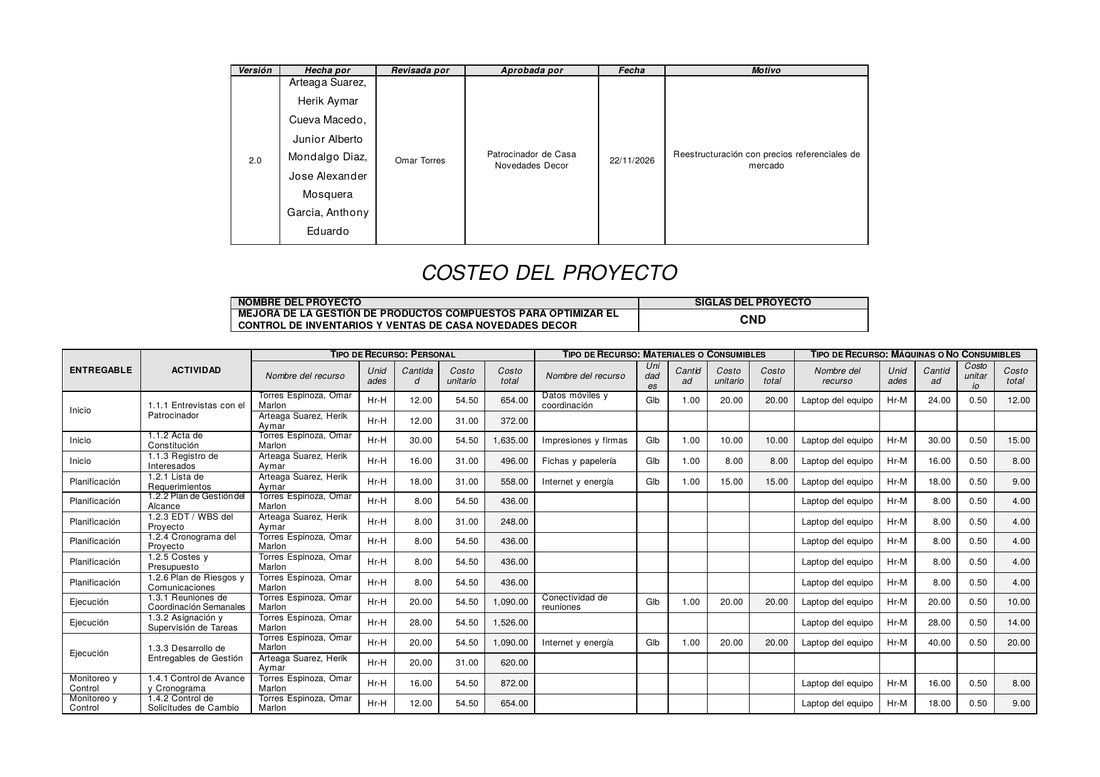 Versión Hecha por Revisada por Aprobada por Fecha Motivo
2.0 Arteaga Suarez, Herik Aymar Cueva Macedo, Junior Alberto Mondalgo Diaz, Jose Alexander Mosquera Garcia, Anthony Eduardo Omar Torres Patrocinador de Casa Novedades Decor 22/11/2026 Reestructuración con precios referenciales de mercado
COSTEO DEL PROYECTO
NOMBRE DEL PROYECTO SIGLAS DEL PROYECTO
MEJORA DE LA GESTIÓN DE PRODUCTOS COMPUESTOS PARA OPTIMIZAR EL CONTROL DE INVENTARIOS Y VENTAS DE CASA NOVEDADES DECOR CND
ENTREGABLE ACTIVIDAD TIPO DE RECURSO: PERSONAL TIPO DE RECURSO: MATERIALES O CONSUMIBLES TIPO DE RECURSO: MÁQUINAS O NO CONSUMIBLES
Nombre del recurso Unidades Cantidad Costo unitario Costo total Nombre del recurso Unidades Cantidad Costo unitario Costo total Nombre del recurso Unidades Cantidad Costo unitario Costo total
Inicio 1.1.1 Entrevistas con el Patrocinador Torres Espinoza, Omar Marlon Hr-H 12.00 54.50 654.00 Datos móviles y coordinación Glb 1.00 20.00 20.00 Laptop del equipo Hr-M 24.00 0.50 12.00
Arteaga Suarez, Herik Aymar Hr-H 12.00 31.00 372.00
Inicio 1.1.2 Acta de Constitución Torres Espinoza, Omar Marlon Hr-H 30.00 54.50 1,635.00 Impresiones y firmas Glb 1.00 10.00 10.00 Laptop del equipo Hr-M 30.00 0.50 15.00
Inicio 1.1.3 Registro de Interesados Arteaga Suarez, Herik Aymar Hr-H 16.00 31.00 496.00 Fichas y papelería Glb 1.00 8.00 8.00 Laptop del equipo Hr-M 16.00 0.50 8.00
Planificación 1.2.1 Lista de Requerimientos Arteaga Suarez, Herik Aymar Hr-H 18.00 31.00 558.00 Internet y energía Glb 1.00 15.00 15.00 Laptop del equipo Hr-M 18.00 0.50 9.00
Planificación 1.2.2 Plan de Gestión del Alcance Torres Espinoza, Omar Marlon Hr-H 8.00 54.50 436.00 Laptop del equipo Hr-M 8.00 0.50 4.00
Planificación 1.2.3 EDT / WBS del Proyecto Arteaga Suarez, Herik Aymar Hr-H 8.00 31.00 248.00 Laptop del equipo Hr-M 8.00 0.50 4.00
Planificación 1.2.4 Cronograma del Proyecto Torres Espinoza, Omar Marlon Hr-H 8.00 54.50 436.00 Laptop del equipo Hr-M 8.00 0.50 4.00
Planificación 1.2.5 Costes y Presupuesto Torres Espinoza, Omar Marlon Hr-H 8.00 54.50 436.00 Laptop del equipo Hr-M 8.00 0.50 4.00
Planificación 1.2.6 Plan de Riesgos y Comunicaciones Torres Espinoza, Omar Marlon Hr-H 8.00 54.50 436.00 Laptop del equipo Hr-M 8.00 0.50 4.00
Ejecución 1.3.1 Reuniones de Coordinación Semanales Torres Espinoza, Omar Marlon Hr-H 20.00 54.50 1,090.00 Conectividad de reuniones Glb 1.00 20.00 20.00 Laptop del equipo Hr-M 20.00 0.50 10.00
Ejecución 1.3.2 Asignación y Supervisión de Tareas Torres Espinoza, Omar Marlon Hr-H 28.00 54.50 1,526.00 Laptop del equipo Hr-M 28.00 0.50 14.00
Ejecución 1.3.3 Desarrollo de Entregables de Gestión Torres Espinoza, Omar Marlon Hr-H 20.00 54.50 1,090.00 Internet y energía Glb 1.00 20.00 20.00 Laptop del equipo Hr-M 40.00 0.50 20.00
Arteaga Suarez, Herik Aymar Hr-H 20.00 31.00 620.00
Monitoreo y Control 1.4.1 Control de Avance y Cronograma Torres Espinoza, Omar Marlon Hr-H 16.00 54.50 872.00 Laptop del equipo Hr-M 16.00 0.50 8.00
Monitoreo y Control 1.4.2 Control de Solicitudes de Cambio Torres Espinoza, Omar Marlon Hr-H 12.00 54.50 654.00 Laptop del equipo Hr-M 18.00 0.50 9.00